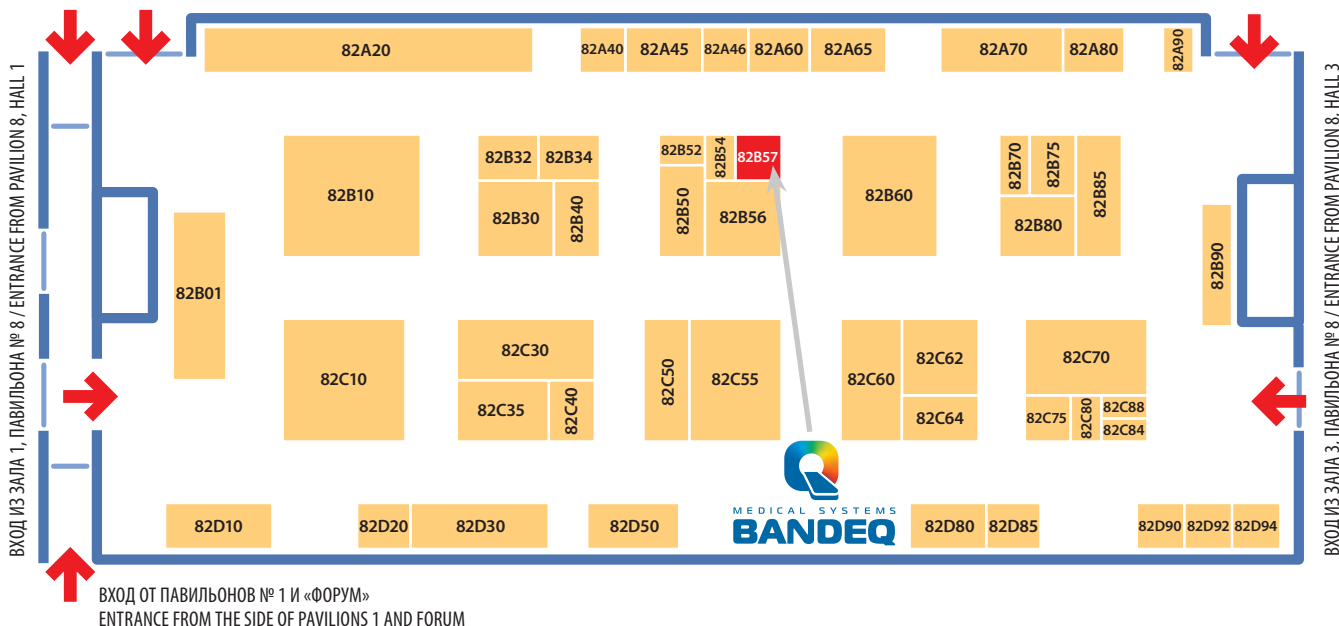 82A20
82A40
82A45
82A46
82A60
82A65
82A70
82A80
82A90
82B10
82B32
82B34
82B30
82B40
82B52
82B54
82B57
82B50
82B56
82B60
82B70
82B75
82B85
82B80
82B90
82B01
82C10
82C30
82C35
82C40
82C50
82C55
82C60
82C62
82C64
82C70
82C75
82C80
82C88
82C84
82D10
82D20
82D30
82D50
MEDICAL SYSTEMS
BANDEQ
82D80
82D85
82D90
82D92
82D94
ВХОД ИЗ ЗАЛА 1, ПАВИЛЬОНА № 8 / ENTRANCE FROM PAVILION 8, HALL 1
ВХОД ИЗ ЗАЛА 3, ПАВИЛЬОНА № 8 / ENTRANCE FROM PAVILION 8, HALL 3
ВХОД ОТ ПАВИЛЬОНОВ № 1 И «ФОРУМ»
ENTRANCE FROM THE SIDE OF PAVILIONS 1 AND FORUM